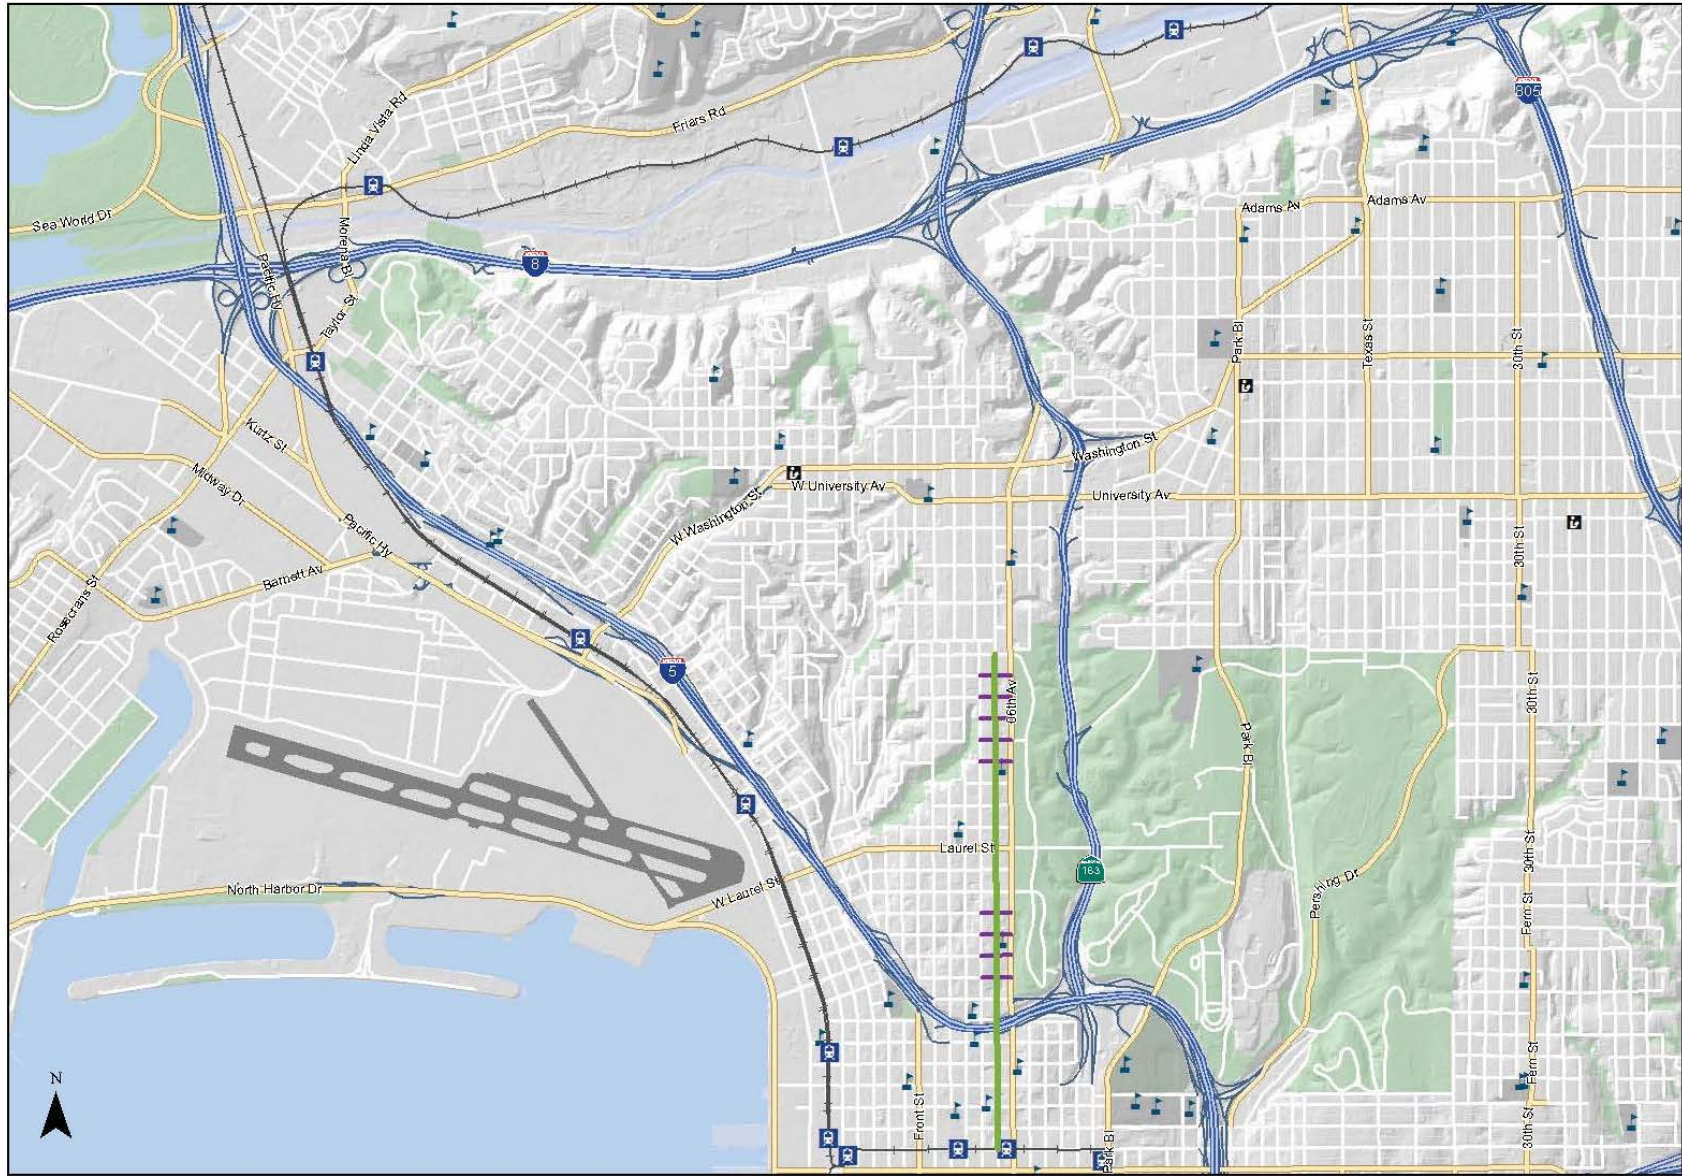 805
Linda Vista Rd
Friars Rd
Sea World Dr
Morena Bl
Adams Av
Adams Av
Pacific Hy
8
Taylor St
Park Bl
Texas St
30th St
Kurtz St
Washington St
Midway Dr
W University Av
University Av
W Washington St
Pacific Hy
30th St
Barnett Av
Rosecrans St
5
06th Av
30th St
Park Bl
Laurel St
30th St
163
North Harbor Dr
W Laurel St
Pershing Dr
Fern St
Fern St
N
Front St
Park Bl
30th St